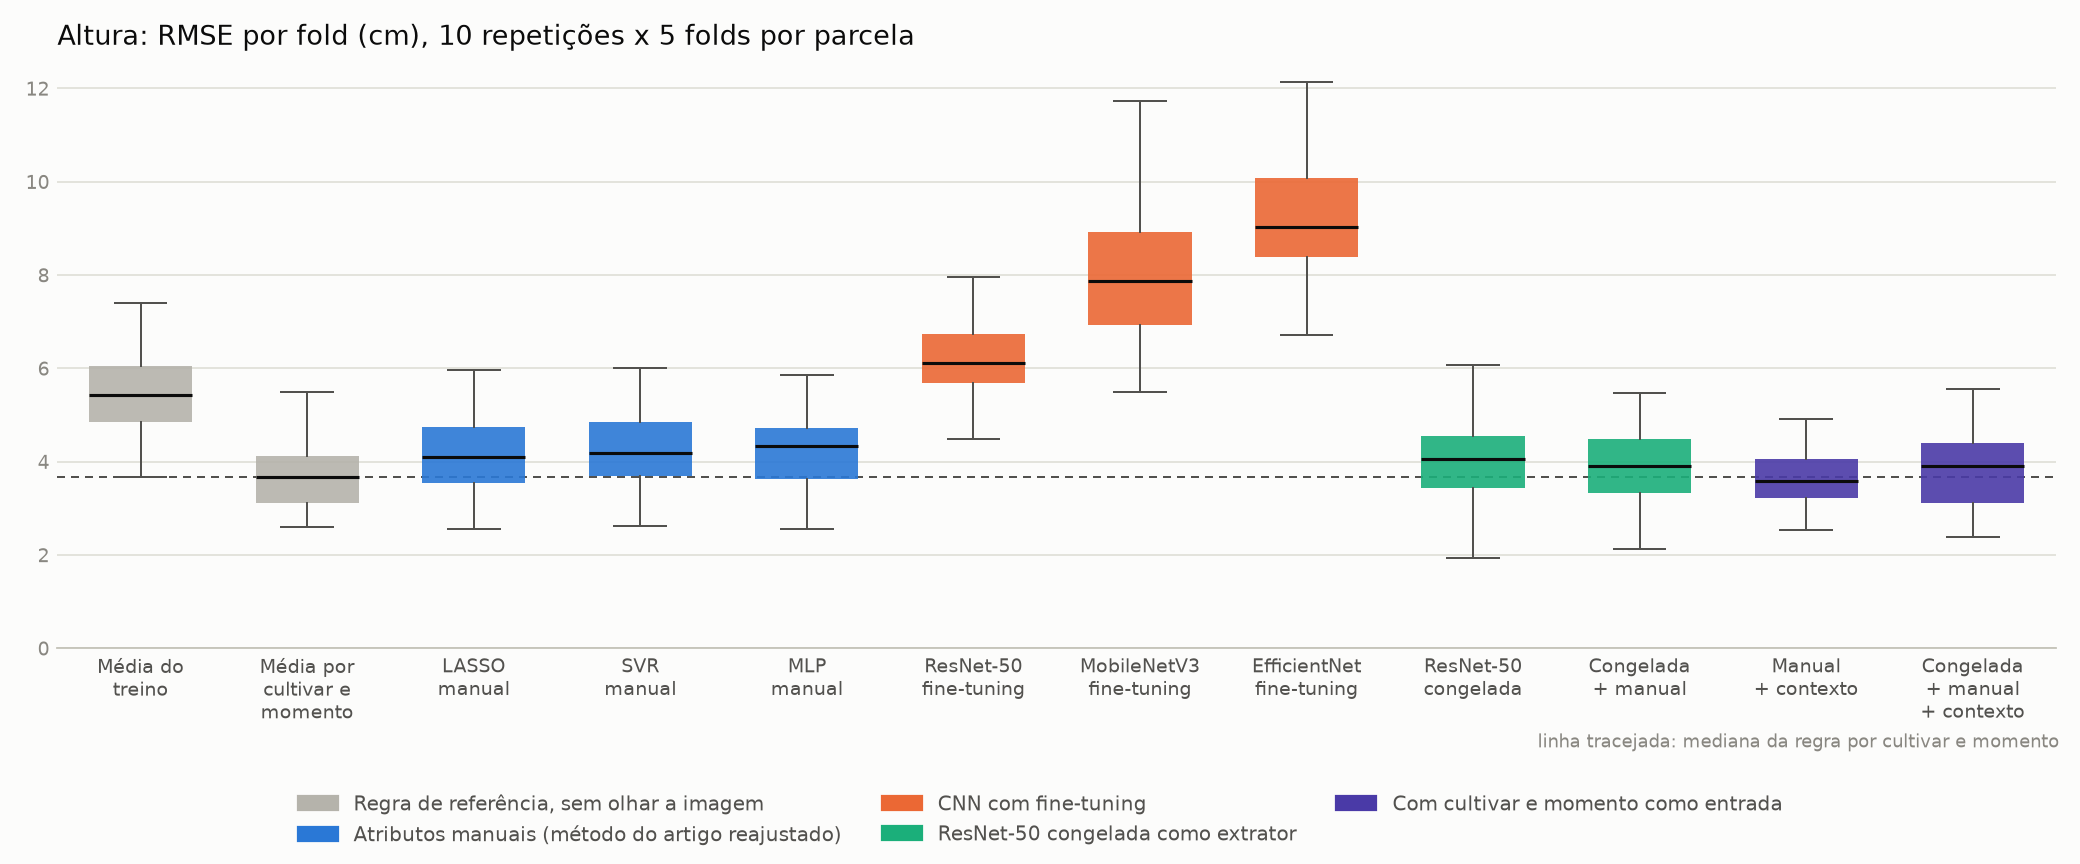 Altura: RMSE por fold (cm), 10 repetições x 5 folds por parcela
12
10
8
6
4
2
0
Média do
treino
Média por
cultivar e
momento
LASSO
manual
SVR
manual
MLP
manual
ResNet-50
fine-tuning
MobileNetV3
fine-tuning
EfficientNet
fine-tuning
ResNet-50
congelada
Congelada
+ manual
Manual
+ contexto
Congelada
+ manual
+ contexto
linha tracejada: mediana da regra por cultivar e momento
Regra de referência, sem olhar a imagem
Atributos manuais (método do artigo reajustado)
CNN com fine-tuning
ResNet-50 congelada como extrator
Com cultivar e momento como entrada